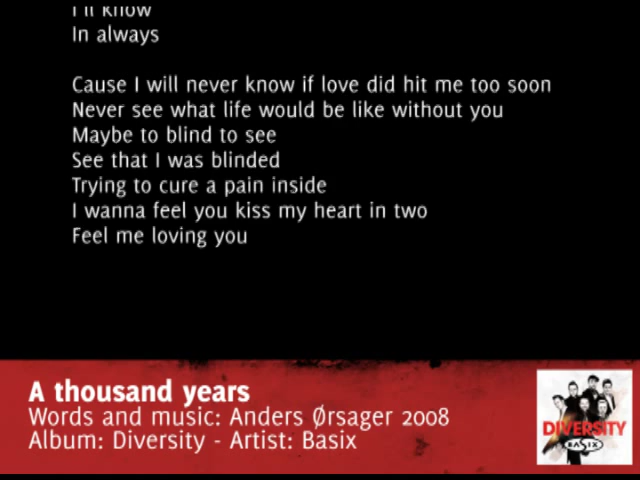 I'll know
In always
Cause I will never know if love did hit me too soon
Never see what life would be like without you
Maybe to blind to see
See that I was blinded
Trying to cure a pain inside
I wanna feel you kiss my heart in two
Feel me loving you
A thousand years
Words and music: Anders Ørsager 2008
Album: Diversity - Artist: Basix
DIVERSITY
BASIX